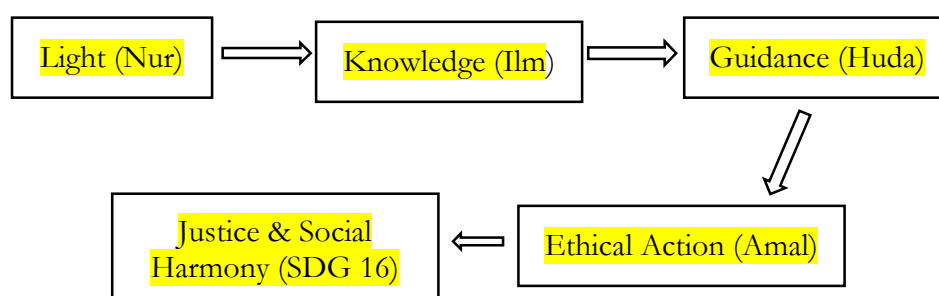 Light (Nur)
Knowledge (Ilm)
Guidance (Huda)
Ethical Action (Amal)
Justice & Social
Harmony (SDG 16)